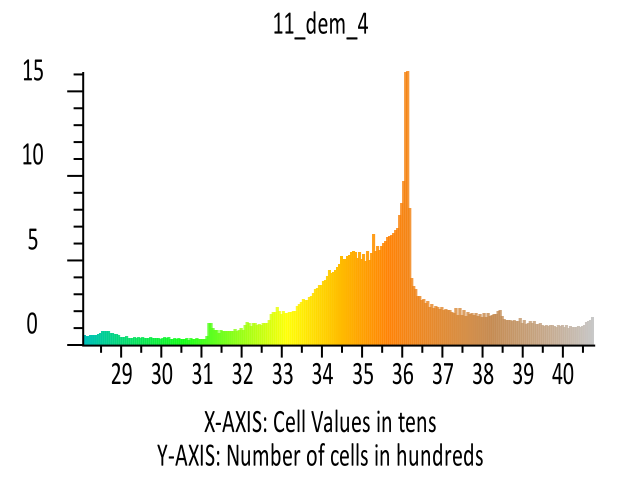 11_dem_4
15
10
5
0
29 30 31 32 33 34 35 36 37 38 39 40
X-AXIS: Cell Values in tens
Y-AXIS: Number of cells in hundreds